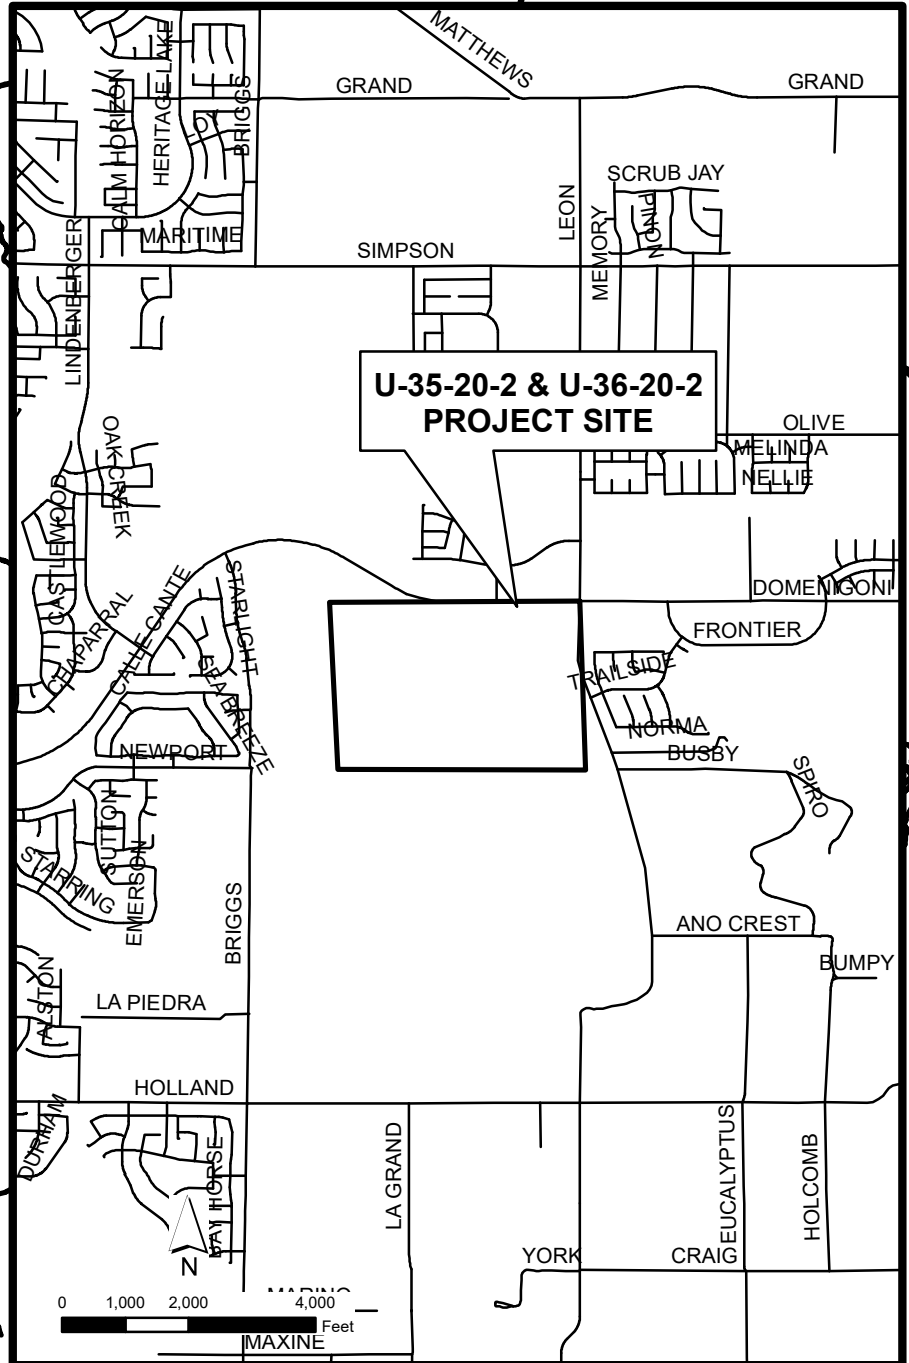 MATTHEWS
GRAND
GRAND
HERITAGE LAKE
CALM HORIZON
BRIGGS
SCRUB JAY
PINON
LEON
MEMORY
MARITIME
SIMPSON
LINDENBERGER
U-35-20-2 & U-36-20-2
PROJECT SITE
OLIVE
MELINDA
NELLIE
OAK CREEK
CASTLEWOOD
CHAPARRAL
CALLE CANTE
STARLIGHT
SEA BREEZE
DOMENIGONI
FRONTIER
TRAILSIDE
NORMA
BUSBY
NEWPORT
SPIRO
SUTTON
EMERSON
STARRING
BRIGGS
ANO CREST
BUMPY
ALSTON
LA PIEDRA
HOLLAND
DURHAM
BAY HORSE
LA GRAND
EUCALYPTUS
HOLCOMB
YORK
CRAIG
N
0 1,000 2,000 4,000
Feet
MAXINE